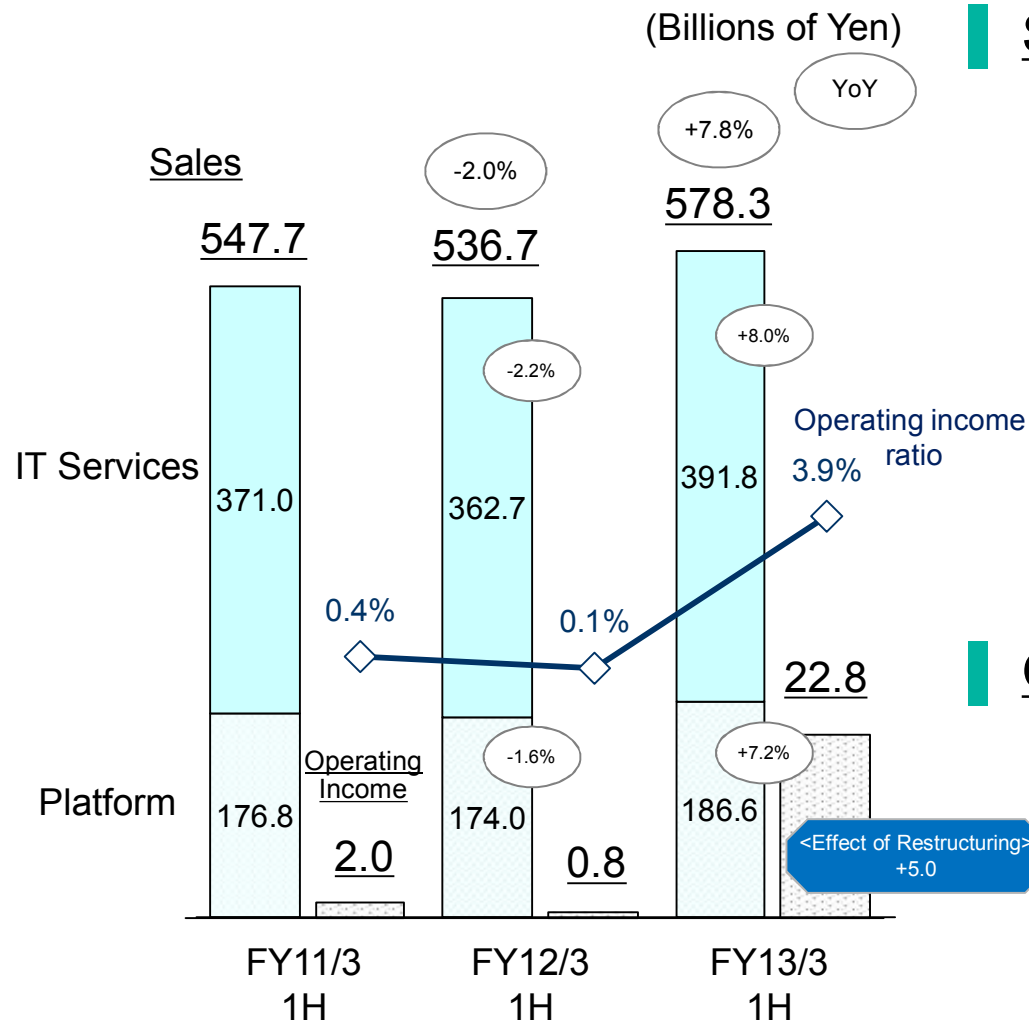 (Billions of Yen)
S
YoY
+7.8%
-2.0%
Sales
578.3
547.7
536.7
+8.0%
-2.2%
Operating income
ratio
IT Services
3.9%
371.0
362.7
391.8
0.4%
0.1%
22.8
Operating
Income
-1.6%
+7.2%
Platform
176.8
174.0
186.6
2.0
0.8
<Effect of Restructuring>
+5.0
FY11/3
1H
FY12/3
1H
FY13/3
1H